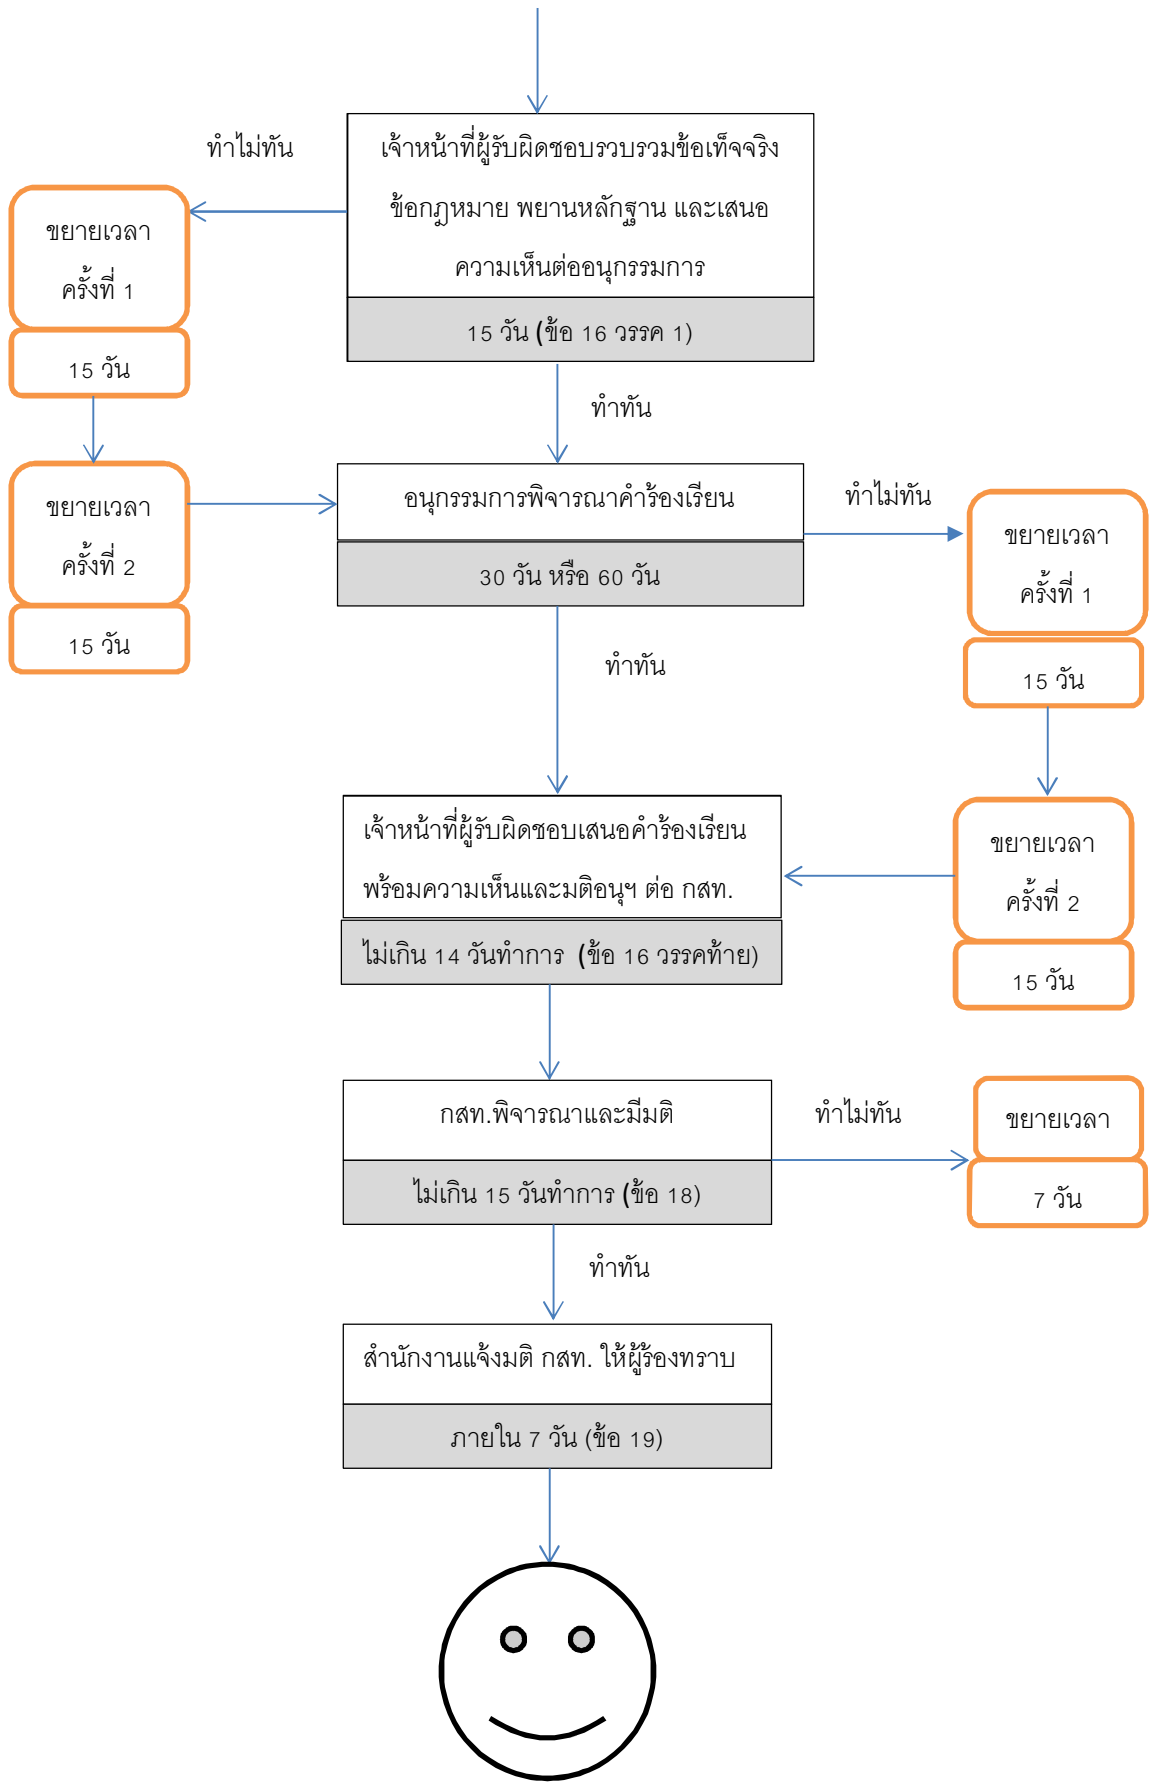 ทำไม่ทัน
เจ้าหน้าที่ผู้รับผิดชอบรวบรวมข้อเท็จจริง
ข้อกฎหมาย พยานหลักฐาน และเสนอ
ความเห็นต่ออนุกรรมการ
15 วัน (ข้อ 16 วรรค 1)
ขยายเวลา
ครั้งที่ 1
15 วัน
ทำทัน
ขยายเวลา
ครั้งที่ 2
15 วัน
อนุกรรมการพิจารณาคำร้องเรียน
30 วัน หรือ 60 วัน
ทำไม่ทัน
ขยายเวลา
ครั้งที่ 1
15 วัน
ทำทัน
เจ้าหน้าที่ผู้รับผิดชอบเสนอคำร้องเรียน
พร้อมความเห็นและมติอนุฯ ต่อ กสท.
ไม่เกิน 14 วันทำการ (ข้อ 16 วรรคท้าย)
ขยายเวลา
ครั้งที่ 2
15 วัน
กสท.พิจารณาและมีมติ
ไม่เกิน 15 วันทำการ (ข้อ 18)
ทำไม่ทัน
ขยายเวลา
7 วัน
ทำทัน
สำนักงานแจ้งมติ กสท. ให้ผู้ร้องทราบ
ภายใน 7 วัน (ข้อ 19)